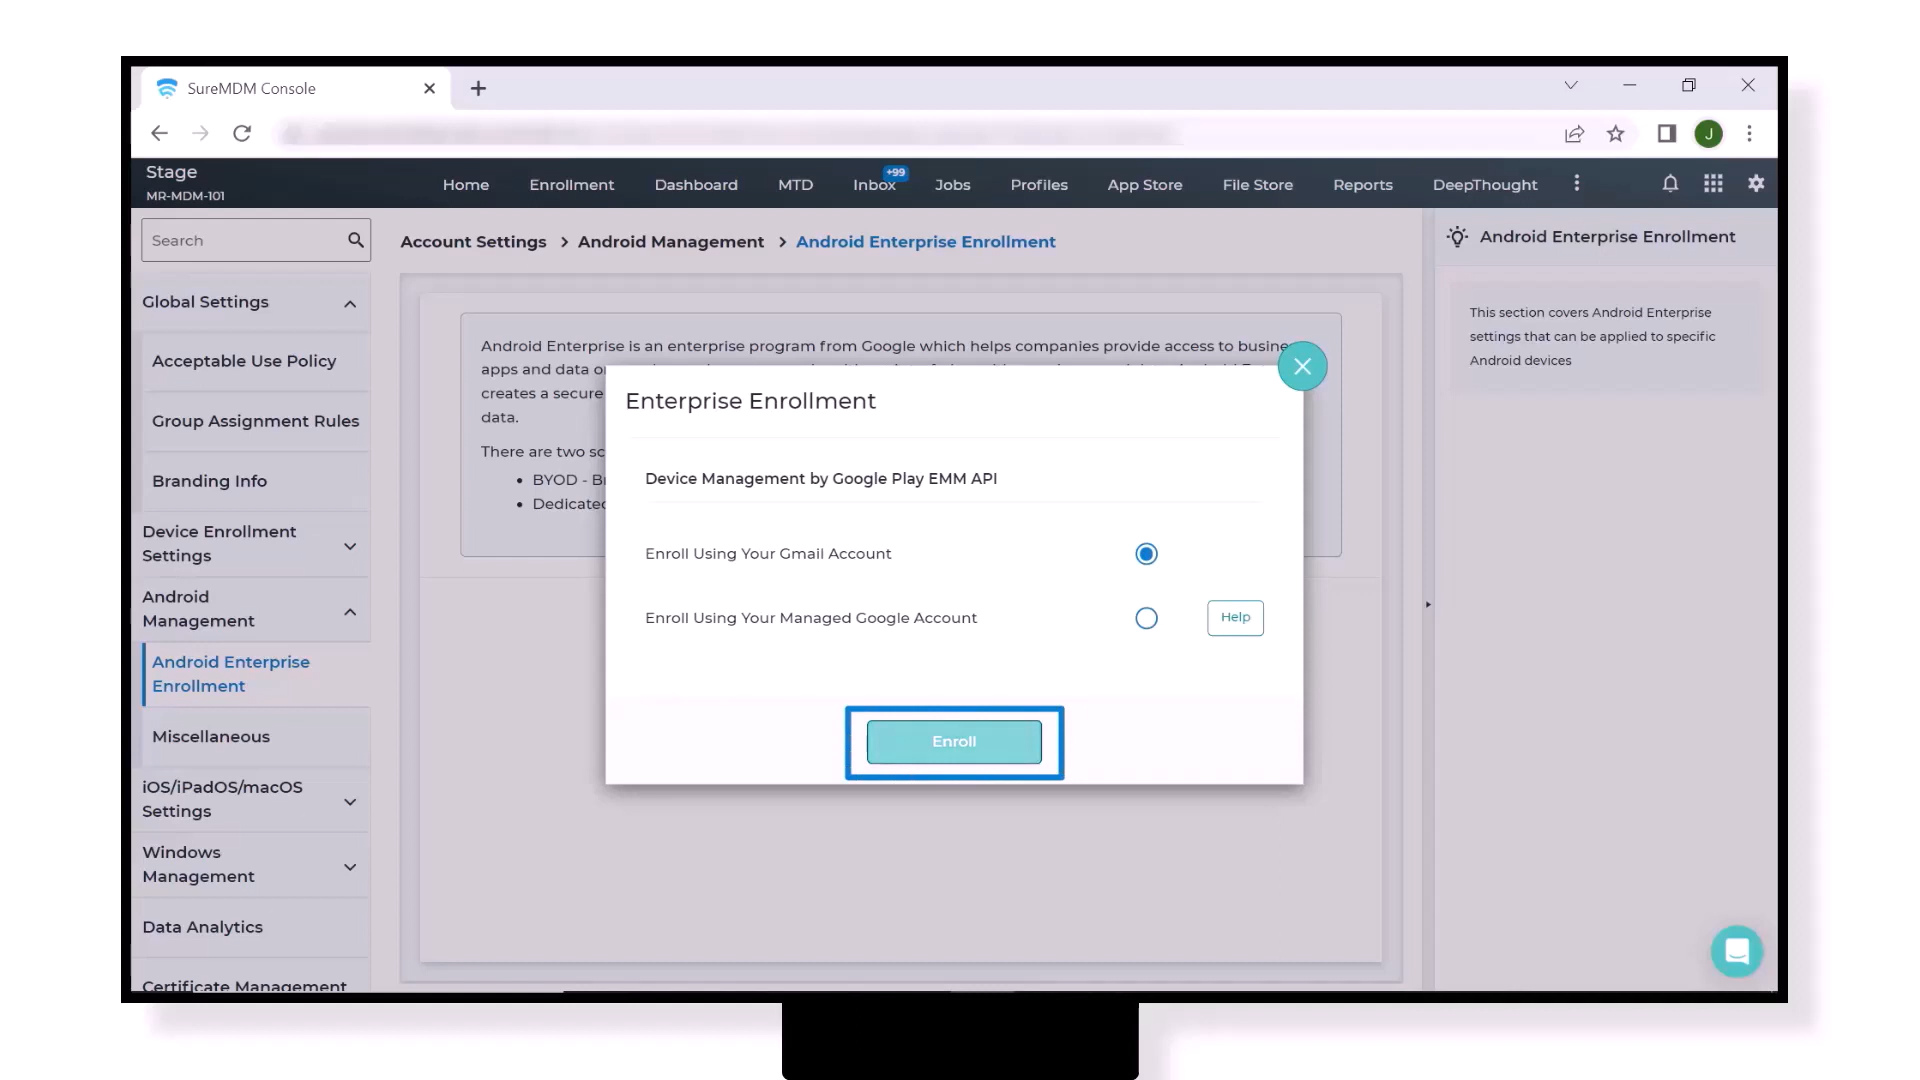 SureMDM Console
J
Stage
MR-MDM-101
Home
Enrollment
Dashboard
MTD
Inbox
+99
Jobs
Profiles
App Store
File Store
Reports
DeepThought
Search
Global Settings
Acceptable Use Policy
Group Assignment Rules
Branding Info
Device Enrollment
Settings
Android
Management
Android Enterprise
Enrollment
Miscellaneous
iOS/iPadOS/macOS
Settings
Windows
Management
Data Analytics
Certificate Management
Account Settings > Android Management > Android Enterprise Enrollment
Android Enterprise is an enterprise program from Google which helps companies provide access to busine
apps and data
creates a secure
data.
There are two
BYOD -
Dedicated
Enterprise Enrollment
Device Management by Google Play EMM API
Enroll Using Your Gmail Account
Enroll Using Your Managed Google Account
Help
Enroll
Android Enterprise Enrollment
This section covers Android Enterprise
settings that can be applied to specific
Android devices